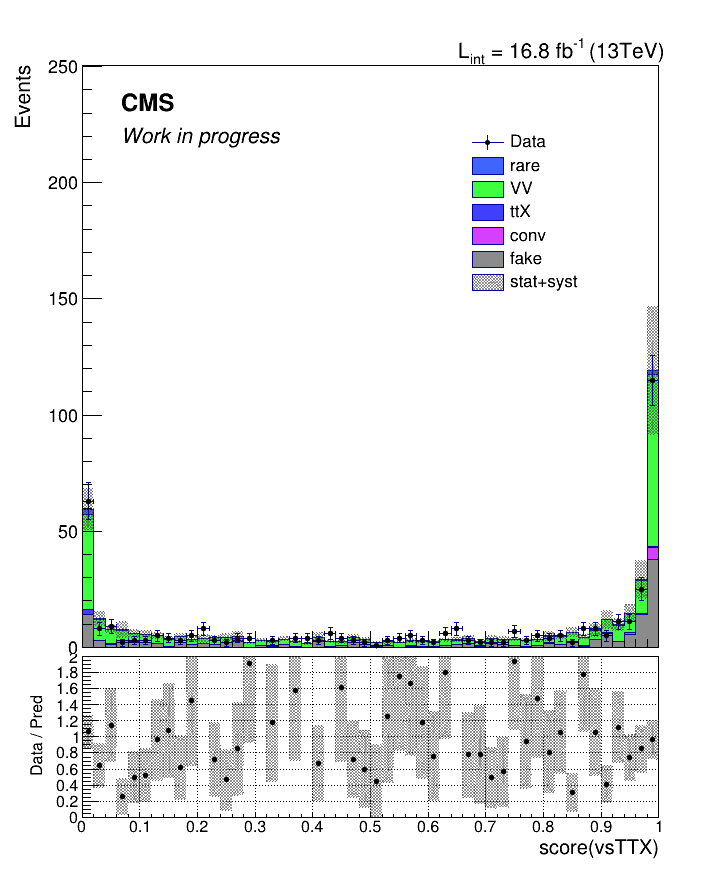 L_int = 16.8 fb^-1 (13TeV)
Events
250
CMS
Work in progress
Data
rare
VV
ttX
conv
fake
stat+syst
200
150
100
50
0
Data / Pred
2
1.8
1.6
1.4
1.2
1
0.8
0.6
0.4
0.2
0
0 0.1 0.2 0.3 0.4 0.5 0.6 0.7 0.8 0.9 1
score(vsTTX)